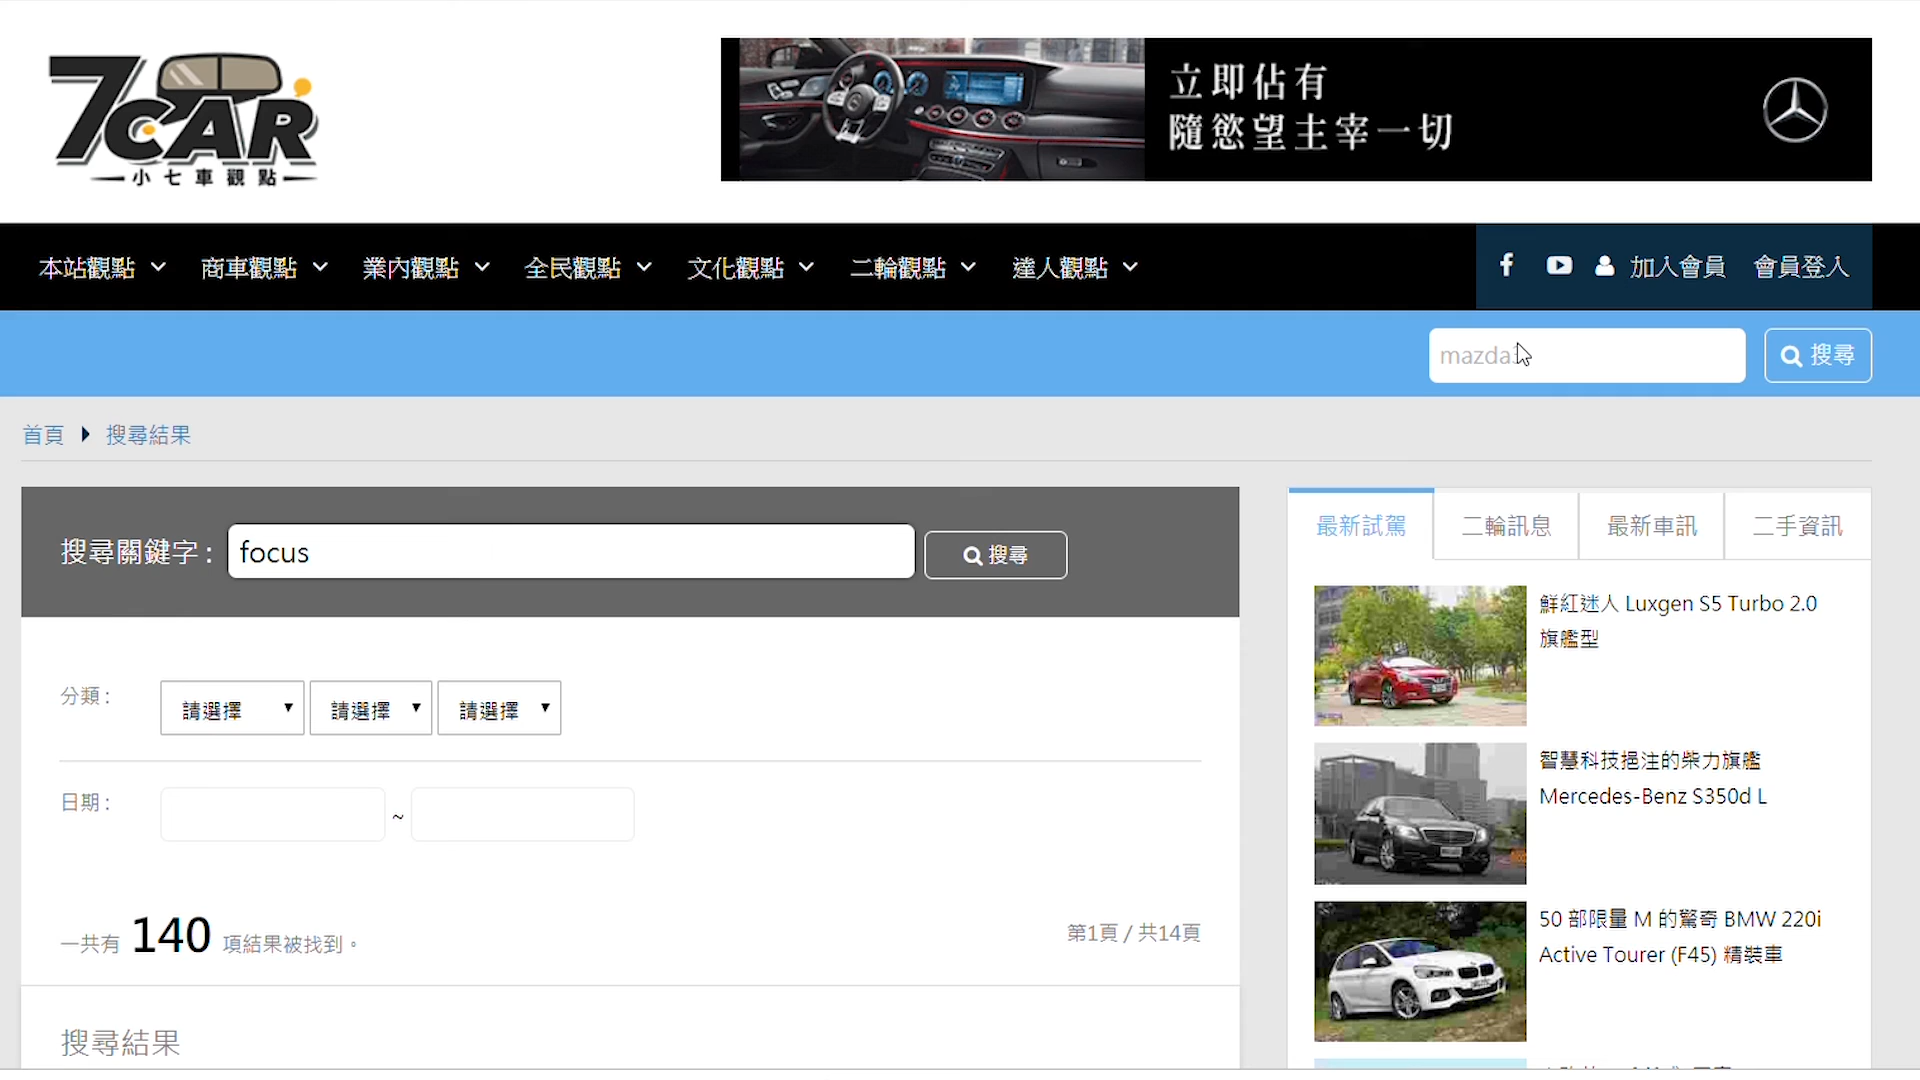 7CAR
小七車觀點
立即佔有
隨慾望主宰一切
本站觀點 商車觀點 業內觀點 全民觀點 文化觀點 二輪觀點 達人觀點 加入會員 會員登入
mazda 搜尋
首頁 搜尋結果
搜尋關鍵字 : focus 搜尋
最新試駕 二輪訊息 最新車訊 二手資訊
分類 : 請選擇 請選擇 請選擇
日期 : ~
一共有 140 項結果被找到。 第1頁 / 共14頁
搜尋結果
鮮紅迷人 Luxgen S5 Turbo 2.0
旗艦型
智慧科技挹注的柴力旗艦
Mercedes-Benz S350d L
50 部限量 M 的驚奇 BMW 220i
Active Tourer (F45) 精裝車